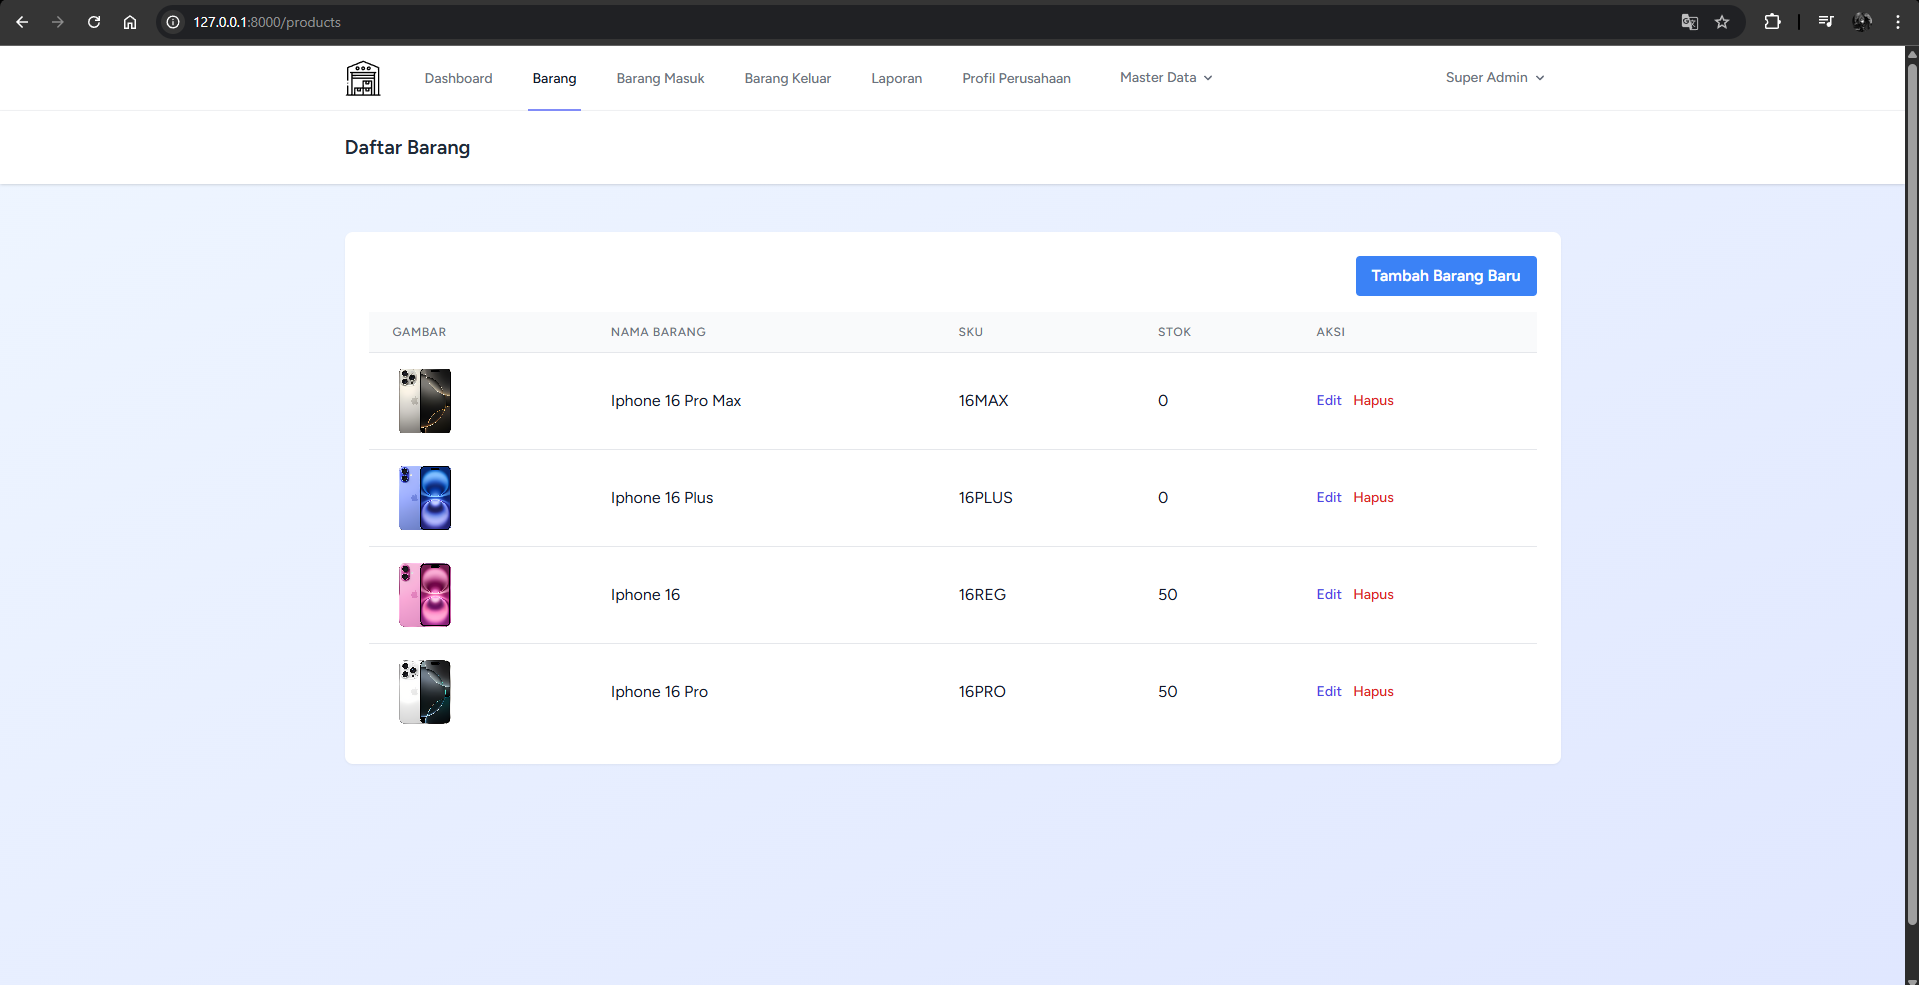 127.0.0.1:8000/products
Dashboard Barang Barang Masuk Barang Keluar Laporan Profil Perusahaan Master Data Super Admin
Daftar Barang
Tambah Barang Baru
GAMBAR NAMA BARANG SKU STOK AKSI
Iphone 16 Pro Max 16MAX 0 Edit Hapus
Iphone 16 Plus 16PLUS 0 Edit Hapus
Iphone 16 16REG 50 Edit Hapus
Iphone 16 Pro 16PRO 50 Edit Hapus